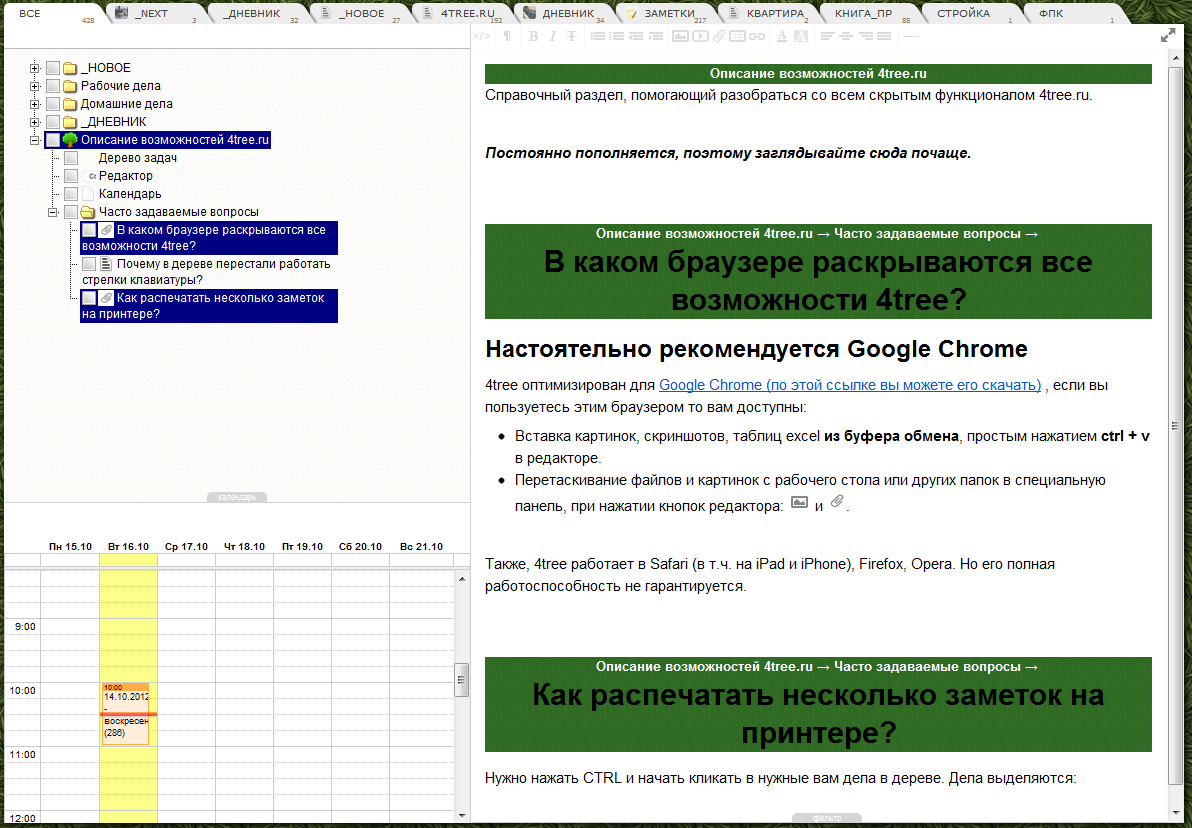 ВСЕ 428
_NEXT 3
_ДНЕВНИК 32
_НОВОЕ 27
4TREE.RU 192
ДНЕВНИК 34
ЗАМЕТКИ 217
КВАРТИРА 2
КНИГА_ПР 88
СТРОЙКА 1
ФПК 1
_НОВОЕ
Рабочие дела
Домашние дела
_ДНЕВНИК
Описание возможностей 4tree.ru
Дерево задач
Редактор
Календарь
Часто задаваемые вопросы
В каком браузере раскрываются все
возможности 4tree?
Почему в дереве перестали работать
стрелки клавиатуры?
Как распечатать несколько заметок
на принтере?
календарь
Пн 15.10 Вт 16.10 Ср 17.10 Чт 18.10 Пт 19.10 Сб 20.10 Вс 21.10
9:00
10:00
10:00
14.10.2012
-
воскресен
(286)
11:00
12:00
Описание возможностей 4tree.ru
Справочный раздел, помогающий разобраться со всем скрытым функционалом 4tree.ru.
Постоянно пополняется, поэтому заглядывайте сюда почаще.
Описание возможностей 4tree.ru → Часто задаваемые вопросы →
В каком браузере раскрываются все
возможности 4tree?
Настоятельно рекомендуется Google Chrome
4tree оптимизирован для Google Chrome (по этой ссылке вы можете его скачать) , если вы
пользуетесь этим браузером то вам доступны:
• Вставка картинок, скриншотов, таблиц excel из буфера обмена, простым нажатием ctrl + v
в редакторе.
• Перетаскивание файлов и картинок с рабочего стола или других папок в специальную
панель, при нажатии кнопок редактора: и .
Также, 4tree работает в Safari (в т.ч. на iPad и iPhone), Firefox, Opera. Но его полная
работоспособность не гарантируется.
Описание возможностей 4tree.ru → Часто задаваемые вопросы →
Как распечатать несколько заметок на
принтере?
Нужно нажать CTRL и начать кликать в нужные вам дела в дереве. Дела выделяются:
фильтр